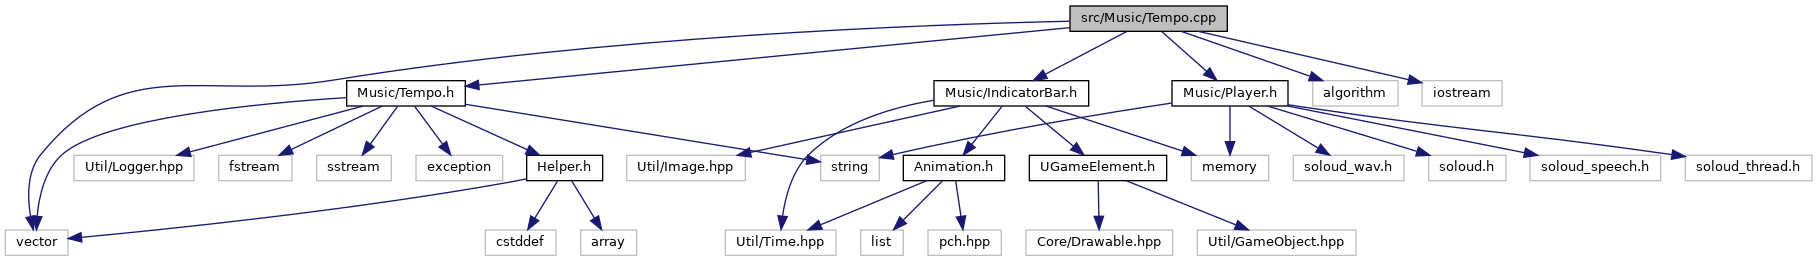 src/Music/Tempo.cpp
Music/Tempo.h
Music/IndicatorBar.h
Music/Player.h
algorithm
iostream
Util/Logger.hpp
fstream
sstream
exception
Helper.h
Util/Image.hpp
string
Animation.h
UGameElement.h
memory
soloud_wav.h
soloud.h
soloud_speech.h
soloud_thread.h
vector
cstddef
array
Util/Time.hpp
list
pch.hpp
Core/Drawable.hpp
Util/GameObject.hpp